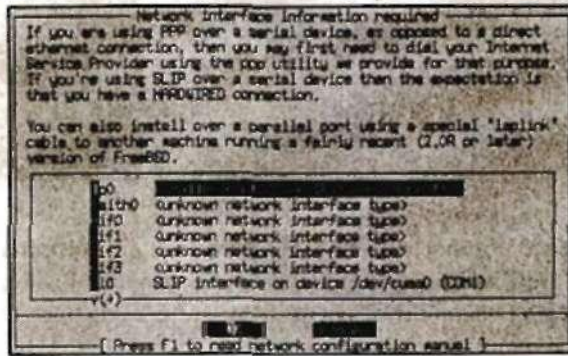 Network interface information required
If you are using PPP over a serial device, as opposed to a direct
ethernet connection, then you may first need to dial your Internet
Service Provider using the ppp utility we provide for that purpose.
If you're using SLIP over a serial device then the expectation is
that you have a HARDWIRED connection.
You can also install over a parallel port using a special "laplink"
cable to another machine running a fairly recent (2.0R or later)
version of FreeBSD.
p0
aith0 <unknown network interface type>
if0 <unknown network interface type>
if1 <unknown network interface type>
if2 <unknown network interface type>
if3 <unknown network interface type>
l0 SLIP interface on device /dev/cuaa0 (COM1)
v(+)
[ Press F1 to read network configuration manual ]